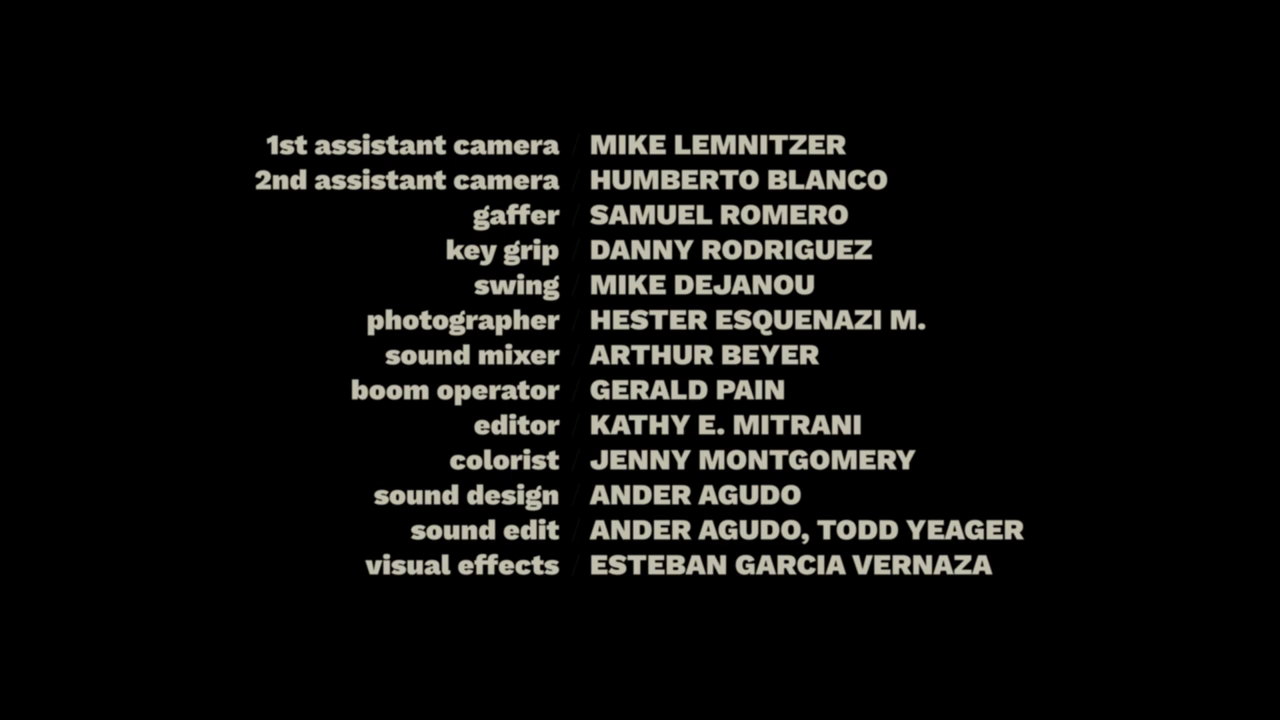 1st assistant camera / MIKE LEMNITZER
2nd assistant camera / HUMBERTO BLANCO
gaffer / SAMUEL ROMERO
key grip / DANNY RODRIGUEZ
swing / MIKE DEJANOU
photographer / HESTER ESQUENAZI M.
sound mixer / ARTHUR BEYER
boom operator / GERALD PAIN
editor / KATHY E. MITRANI
colorist / JENNY MONTGOMERY
sound design / ANDER AGUDO
sound edit / ANDER AGUDO, TODD YEAGER
visual effects / ESTEBAN GARCIA VERNAZA